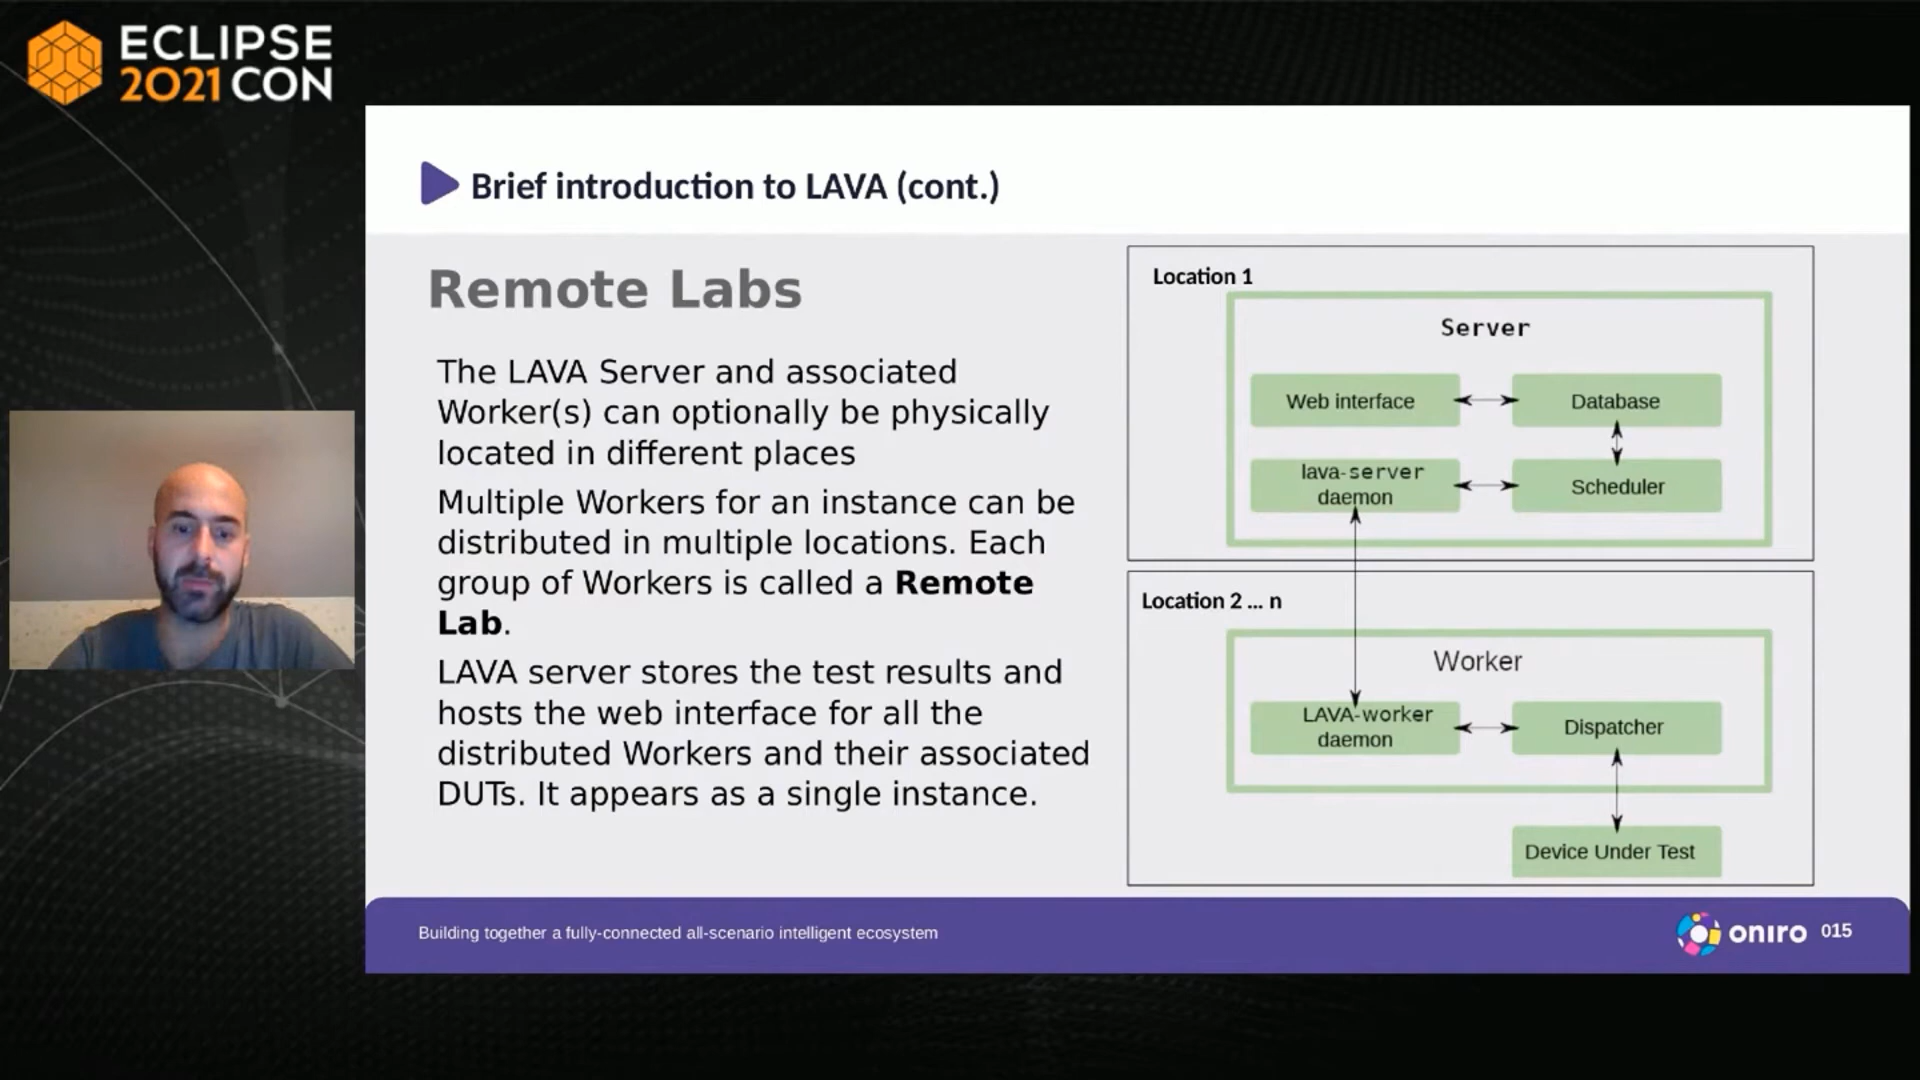 ECLIPSE
2021 CON
Brief introduction to LAVA (cont.)
Remote Labs
The LAVA Server and associated
Worker(s) can optionally be physically
located in different places
Multiple Workers for an instance can be
distributed in multiple locations. Each
group of Workers is called a Remote
Lab.
LAVA server stores the test results and
hosts the web interface for all the
distributed Workers and their associated
DUTs. It appears as a single instance.
Location 1
Server
Web interface
Database
lava-server
daemon
Scheduler
Location 2 ... n
Worker
LAVA-worker
daemon
Dispatcher
Device Under Test
Building together a fully-connected all-scenario intelligent ecosystem
oniro 015